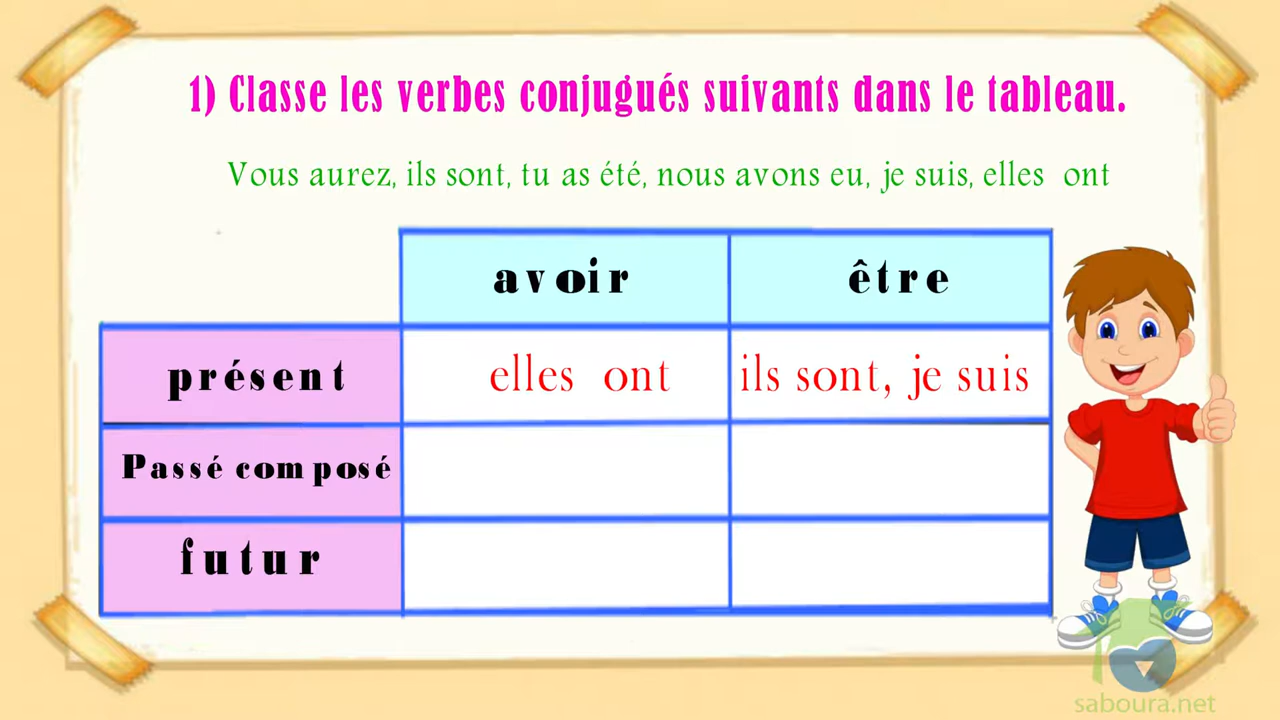 1) Classe les verbes conjugués suivants dans le tableau.
Vous aurez, ils sont, tu as été, nous avons eu, je suis, elles ont
avoir être
présent elles ont ils sont, je suis
Passé composé
futur
saboura.net